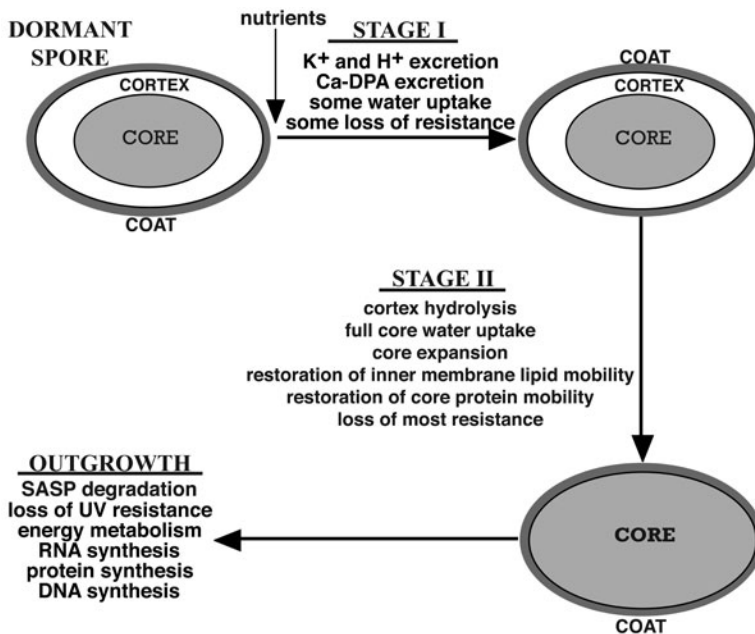 DORMANT
SPORE
CORTEX
CORE
COAT
nutrients
STAGE I
K+ and H+ excretion
Ca-DPA excretion
some water uptake
some loss of resistance
COAT
CORTEX
CORE
STAGE II
cortex hydrolysis
full core water uptake
core expansion
restoration of inner membrane lipid mobility
restoration of core protein mobility
loss of most resistance
CORE
COAT
OUTGROWTH
SASP degradation
loss of UV resistance
energy metabolism
RNA synthesis
protein synthesis
DNA synthesis